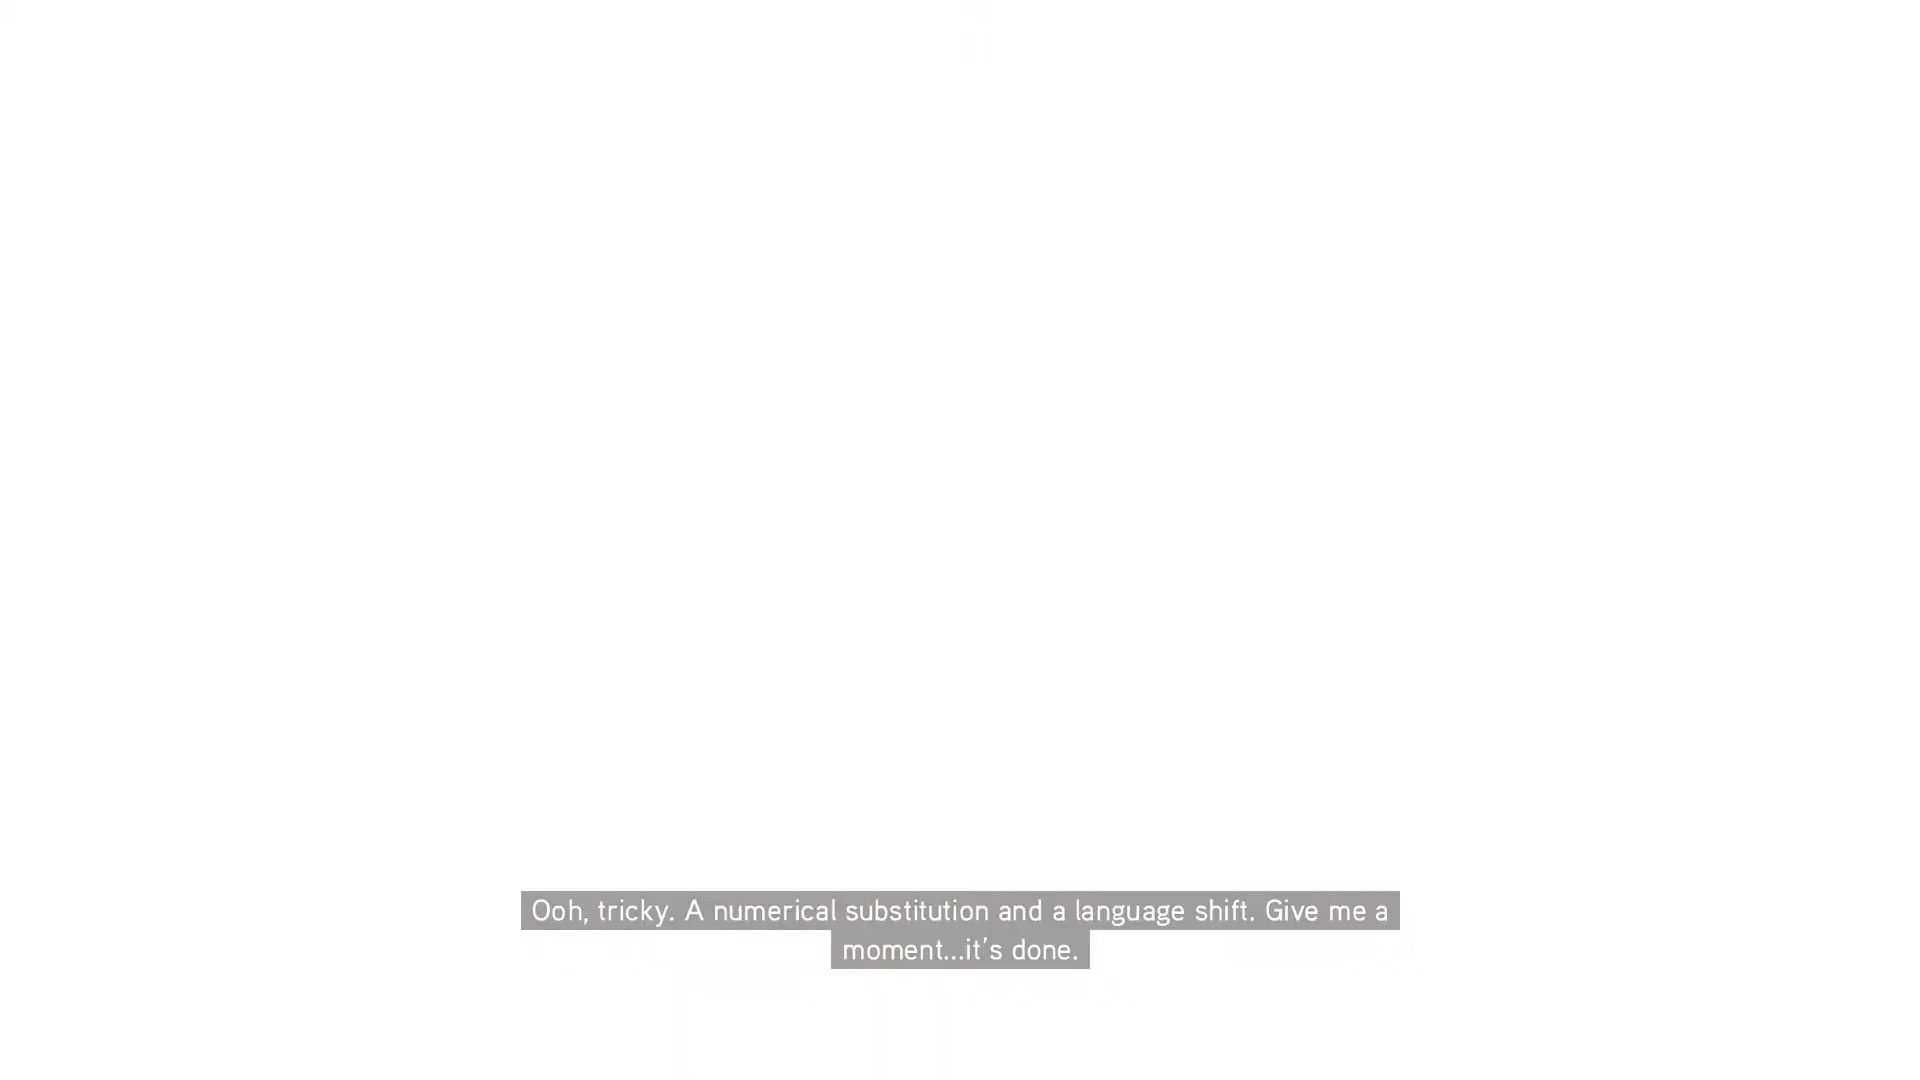 Ooh, tricky. A numerical substitution and a language shift. Give me a
moment...it's done.